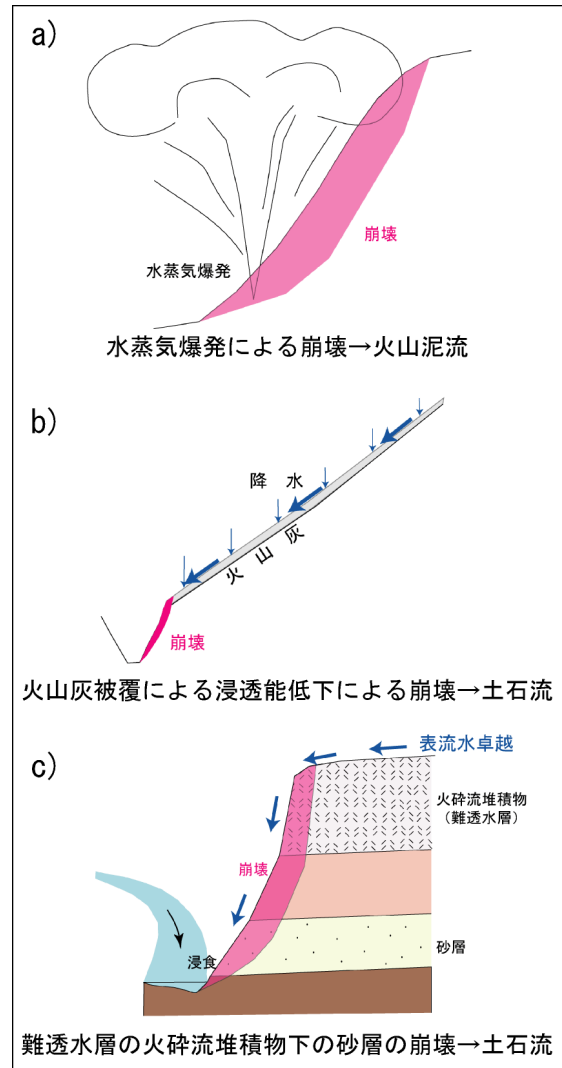 a)
崩壊
水蒸気爆発
水蒸気爆発による崩壊→火山泥流
b)
降 水
火山灰
崩壊
火山灰被覆による浸透能低下による崩壊→土石流
c)
表流水卓越
火砕流堆積物
（難透水層）
崩壊
砂層
浸食
難透水層の火砕流堆積物下の砂層の崩壊→土石流